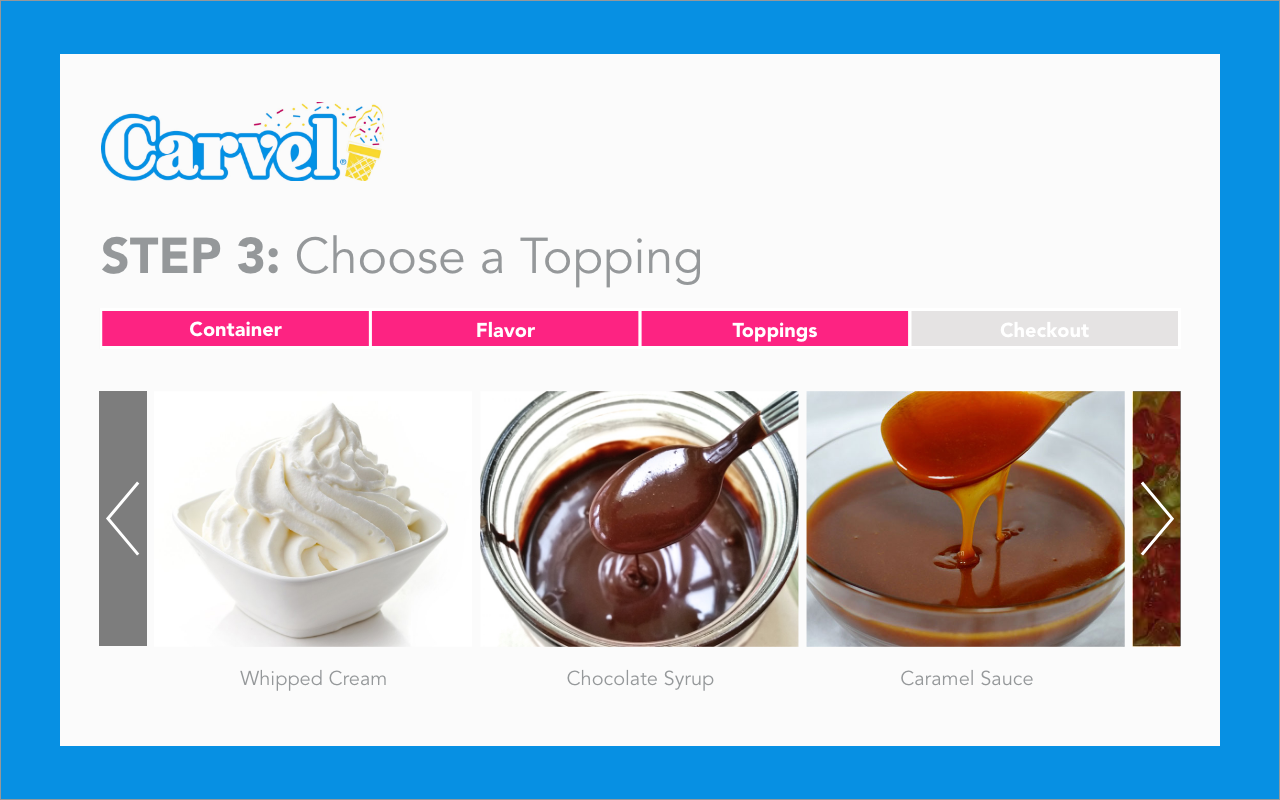 Carvel®
STEP 3: Choose a Topping
Container Flavor Toppings Checkout
Whipped Cream Chocolate Syrup Caramel Sauce